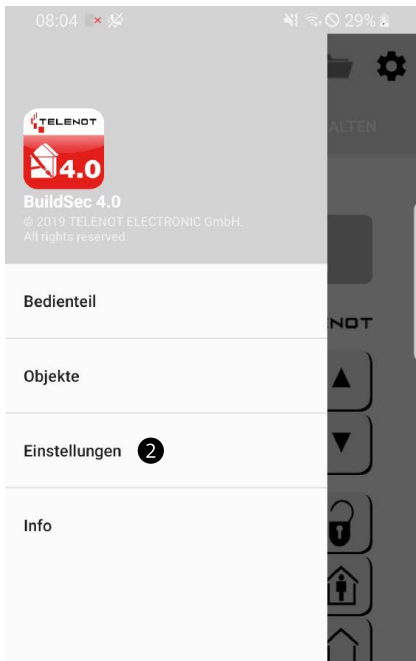 08:04
29%
ALTEN
TELENOT
4.0
BuildSec 4.0
© 2019 TELENOT ELECTRONIC GmbH.
All rights reserved.
Bedienteil
NOT
Objekte
Einstellungen 2
Info